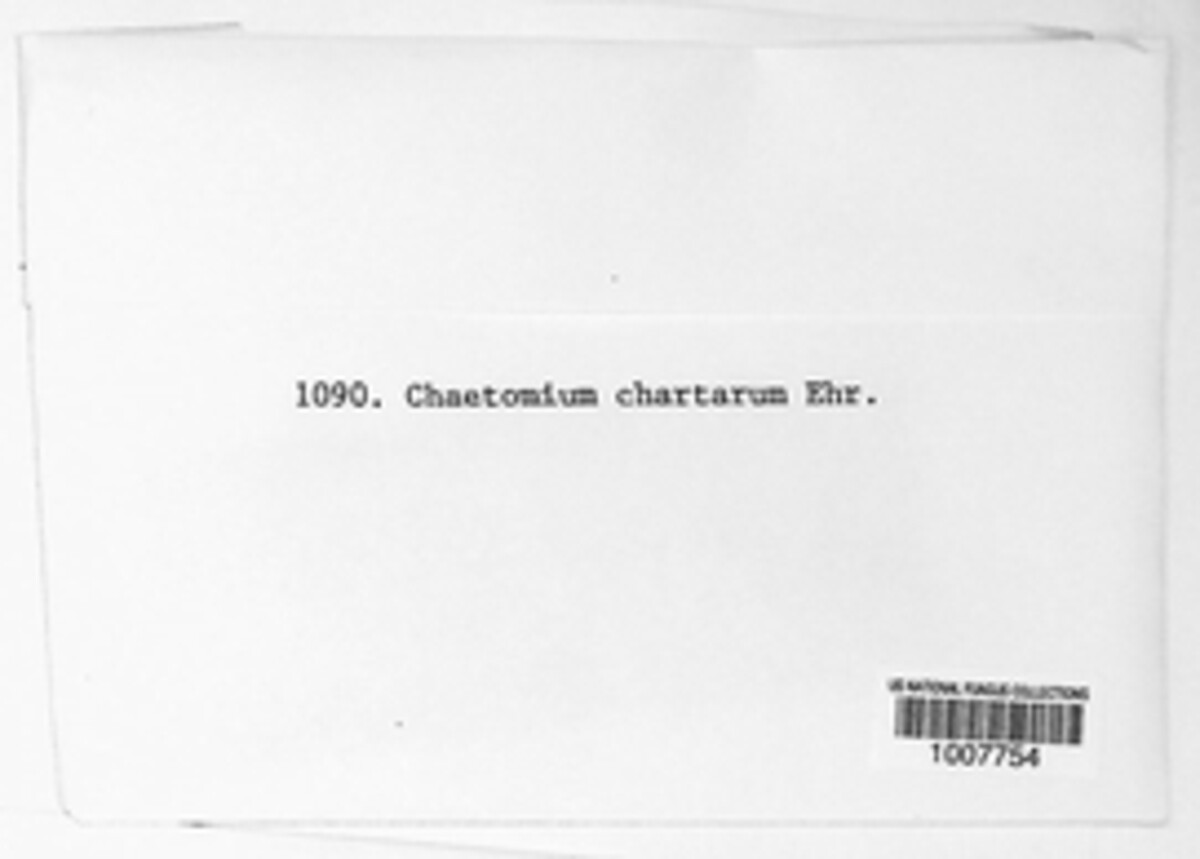 1090. Chaetomium chartarum Ehr.
US NATIONAL FUNGUS COLLECTIONS
1007754